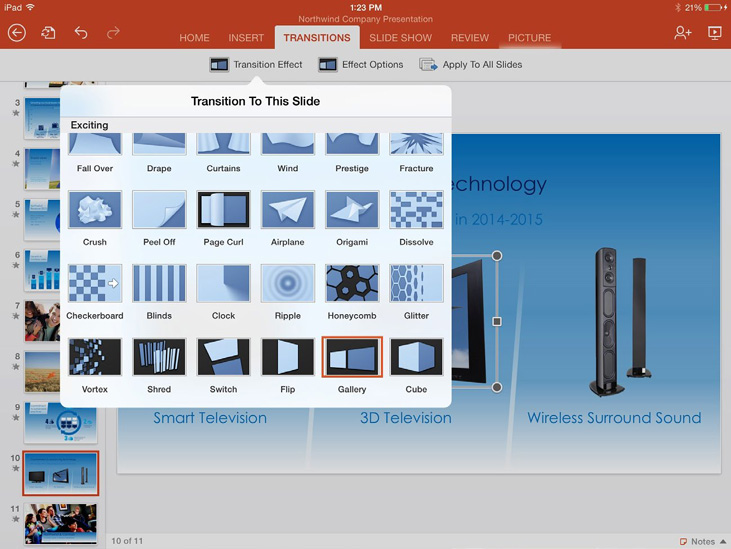 iPad
1:23 PM
21%
Northwind Company Presentation
HOME INSERT TRANSITIONS SLIDE SHOW REVIEW PICTURE
Transition Effect Effect Options Apply To All Slides
Transition To This Slide
Exciting
Fall Over Drape Curtains Wind Prestige Fracture
Crush Peel Off Page Curl Airplane Origami Dissolve
Checkerboard Blinds Clock Ripple Honeycomb Glitter
Vortex Shred Switch Flip Gallery Cube
3
4
5
6
7
8
9
10
11
echnology
in 2014-2015
Smart Television 3D Television Wireless Surround Sound
10 of 11
Notes